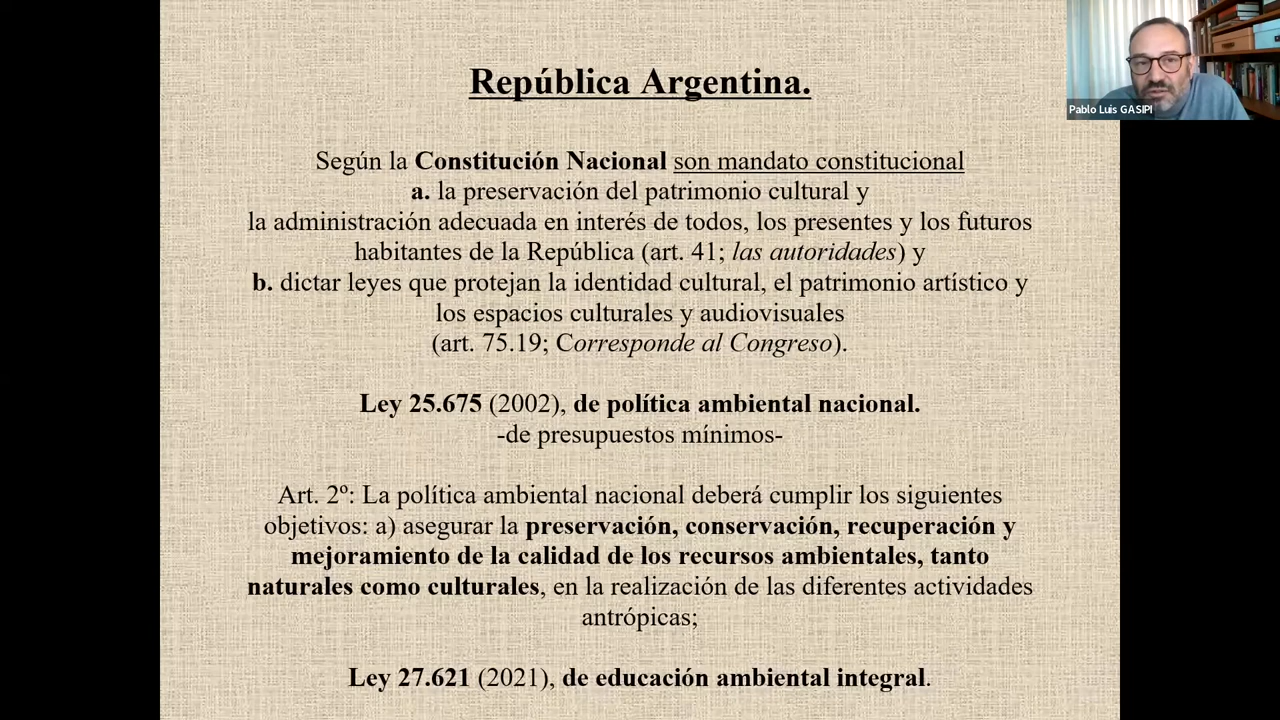 República Argentina.
Pablo Luis GASIPI
Según la Constitución Nacional son mandato constitucional
a. la preservación del patrimonio cultural y
la administración adecuada en interés de todos, los presentes y los futuros
habitantes de la República (art. 41; las autoridades) y
b. dictar leyes que protejan la identidad cultural, el patrimonio artístico y
los espacios culturales y audiovisuales
(art. 75.19; Corresponde al Congreso).
Ley 25.675 (2002), de política ambiental nacional.
-de presupuestos mínimos-
Art. 2º: La política ambiental nacional deberá cumplir los siguientes
objetivos: a) asegurar la preservación, conservación, recuperación y
mejoramiento de la calidad de los recursos ambientales, tanto
naturales como culturales, en la realización de las diferentes actividades
antrópicas;
Ley 27.621 (2021), de educación ambiental integral.